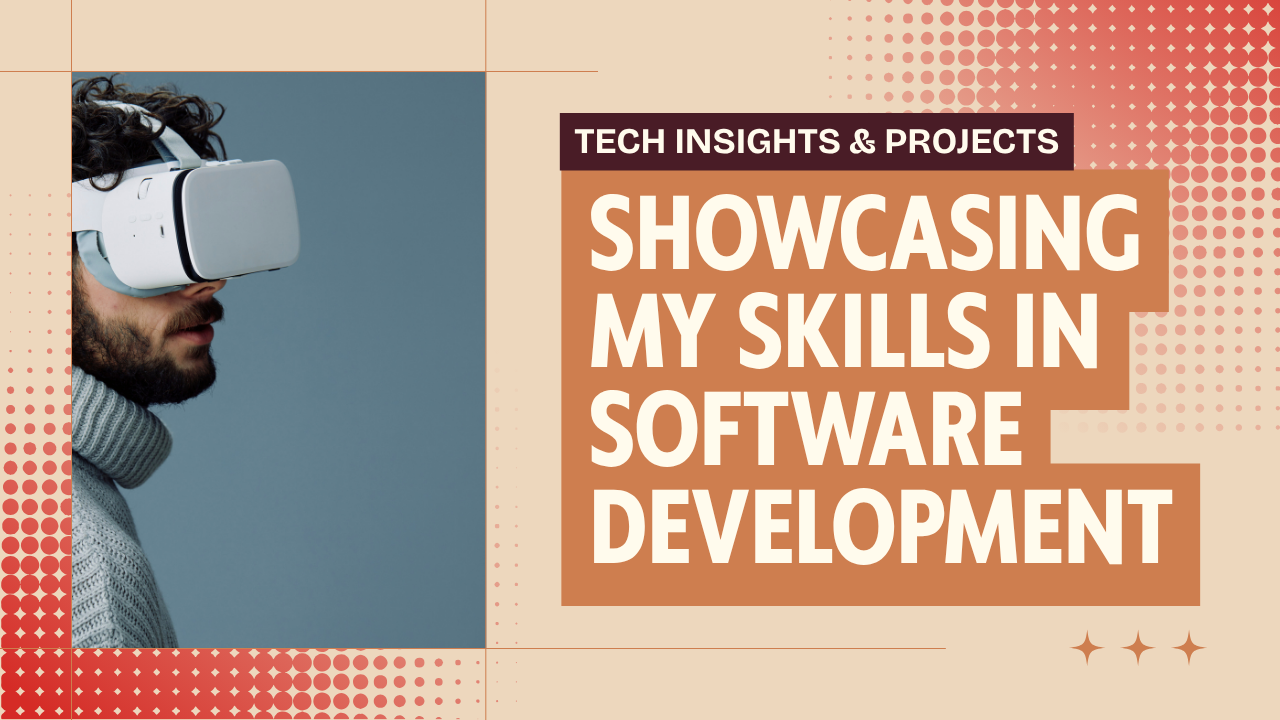 TECH INSIGHTS & PROJECTS
SHOWCASING
MY SKILLS IN
SOFTWARE
DEVELOPMENT